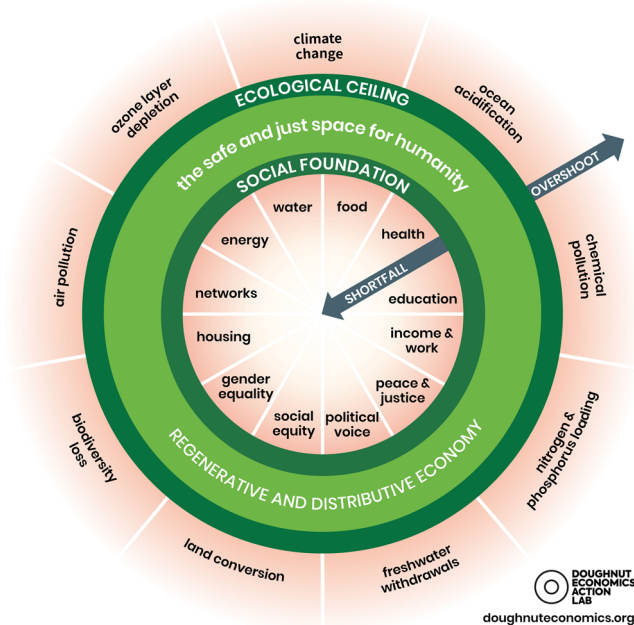 climate
change
ozone layer
depletion
ocean
acidification
ECOLOGICAL CEILING
the safe and just space for humanity
SOCIAL FOUNDATION
OVERSHOOT
water
food
energy
health
air pollution
chemical
pollution
SHORTFALL
networks
education
housing
income &
work
gender
equality
peace &
justice
social
equity
political
voice
biodiversity
loss
nitrogen &
phosphorus loading
REGENERATIVE AND DISTRIBUTIVE ECONOMY
land conversion
freshwater
withdrawals
DOUGHNUT
ECONOMICS
ACTION
LAB
doughnuteconomics.org